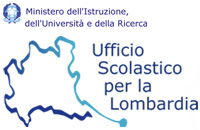 Ministero dell'Istruzione,
dell'Università e della Ricerca
Ufficio
Scolastico
per la
Lombardia